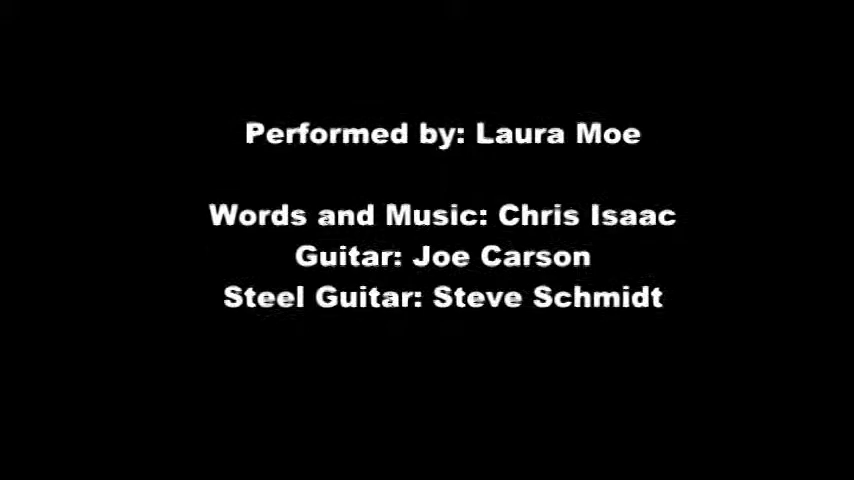 Performed by: Laura Moe
Words and Music: Chris Isaac
Guitar: Joe Carson
Steel Guitar: Steve Schmidt